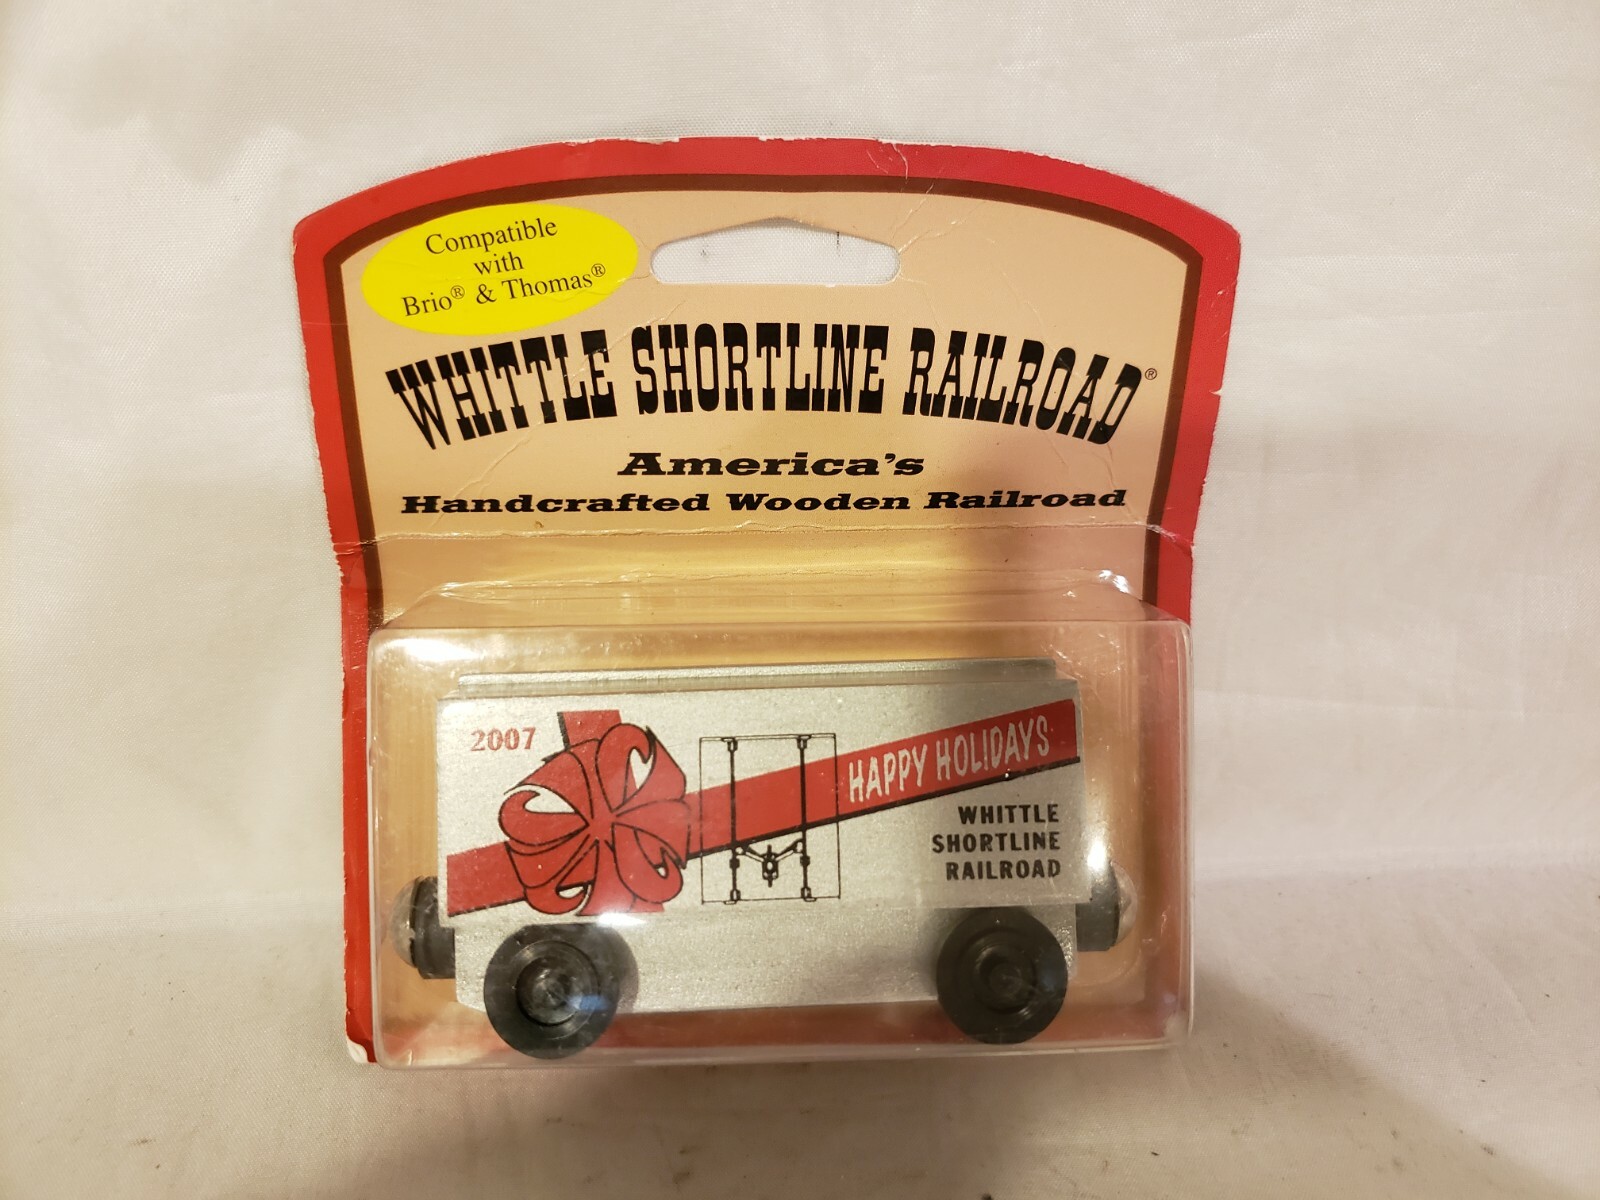 Compatible
with
Brio® & Thomas®
WHITTLE SHORTLINE RAILROAD®
America's
Handcrafted Wooden Railroad
2007
HAPPY HOLIDAYS
WHITTLE
SHORTLINE
RAILROAD